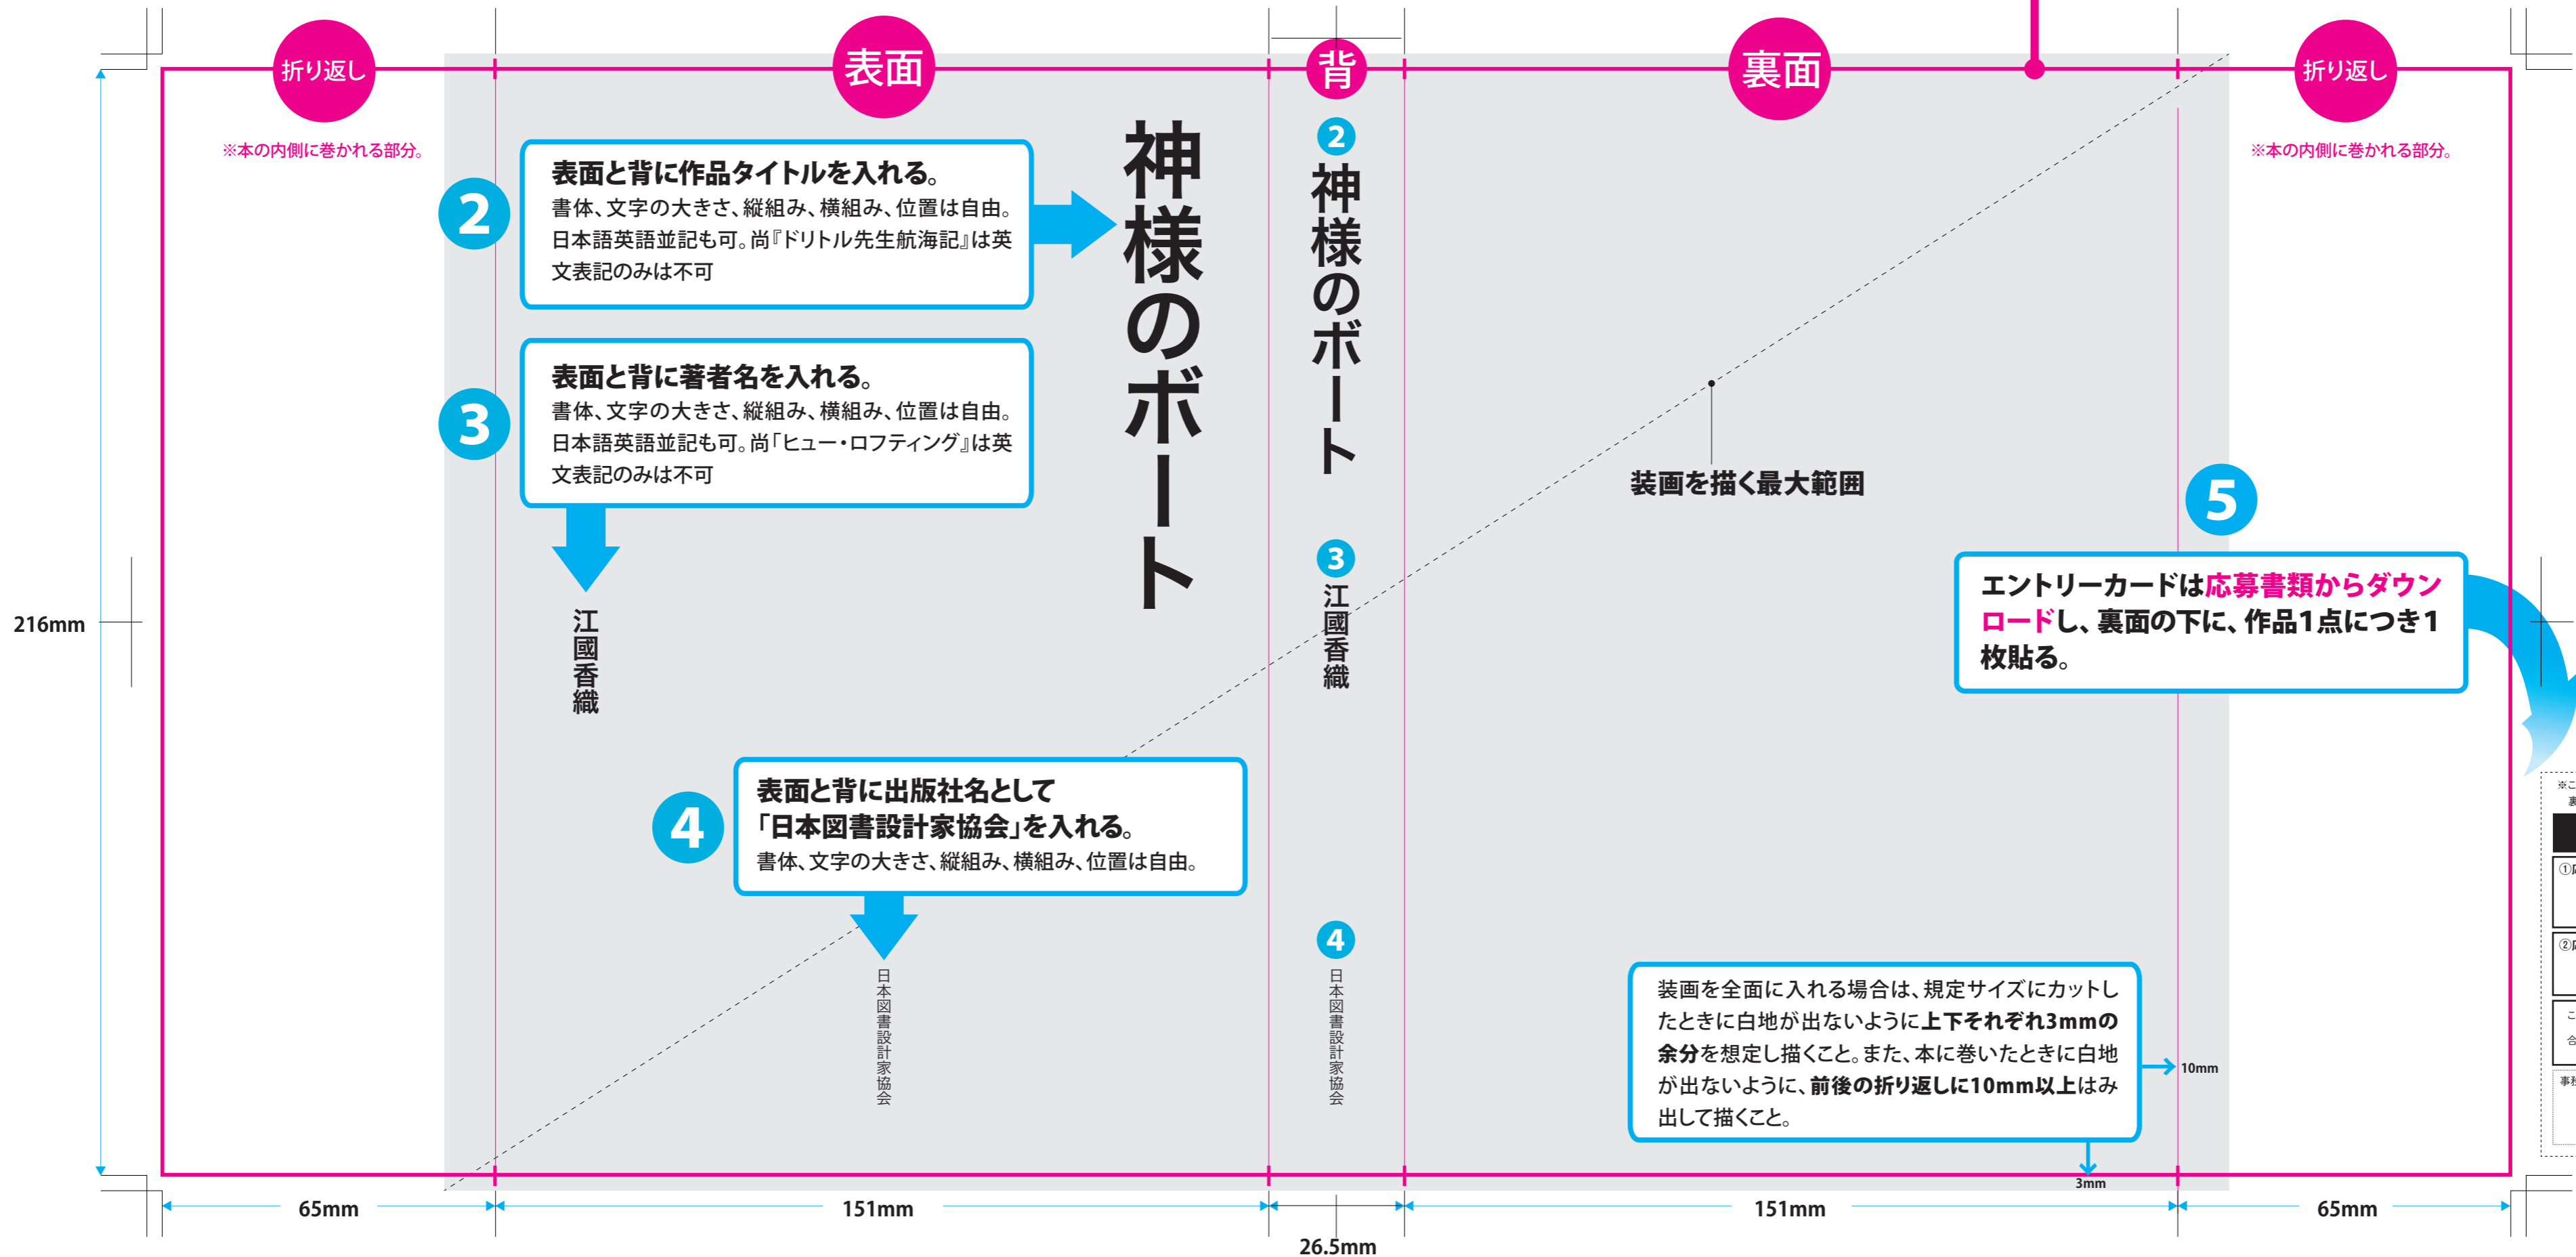 折り返し
表面
背
裏面
折り返し
※本の内側に巻かれる部分。
※本の内側に巻かれる部分。
2
表面と背に作品タイトルを入れる。
書体、文字の大きさ、縦組み、横組み、位置は自由。
日本語英語並記も可。尚『ドリトル先生航海記』は英
文表記のみは不可
3
表面と背に著者名を入れる。
書体、文字の大きさ、縦組み、横組み、位置は自由。
日本語英語並記も可。尚「ヒュー・ロフティング』は英
文表記のみは不可
神様のボート
江國香織
4
表面と背に出版社名として
「日本図書設計家協会」を入れる。
書体、文字の大きさ、縦組み、横組み、位置は自由。
日本図書設計家協会
2
神様のボート
3
江國香織
4
日本図書設計家協会
装画を描く最大範囲
5
エントリーカードは応募書類からダウン
ロードし、裏面の下に、作品1点につき1
枚貼る。
装画を全面に入れる場合は、規定サイズにカットし
たときに白地が出ないように上下それぞれ3mmの
余分を想定し描くこと。また、本に巻いたときに白地
が出ないように、前後の折り返しに10mm以上はみ
出して描くこと。
10mm
3mm
216mm
65mm
151mm
26.5mm
151mm
65mm